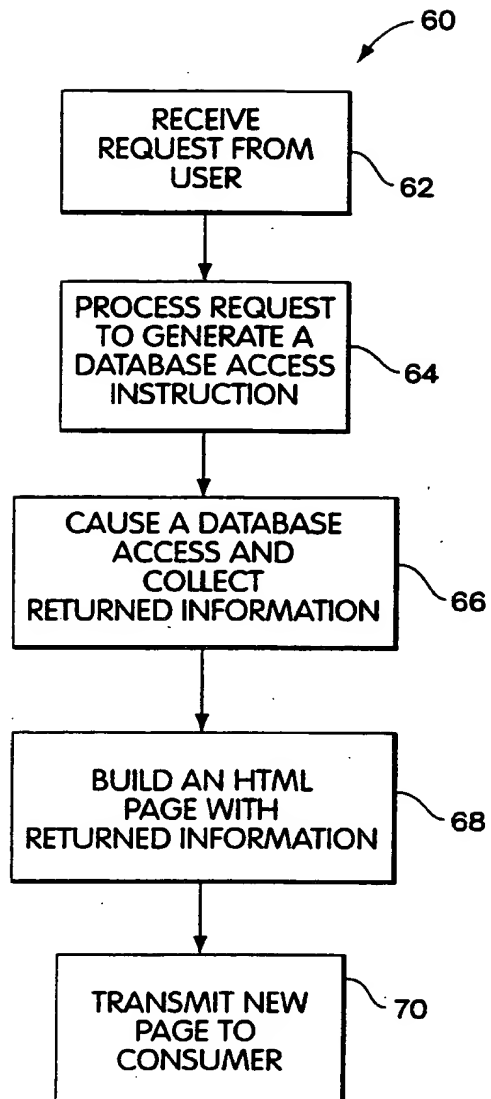 60
RECEIVE
REQUEST FROM
USER
62
PROCESS REQUEST
TO GENERATE A
DATABASE ACCESS
INSTRUCTION
64
CAUSE A DATABASE
ACCESS AND
COLLECT
RETURNED INFORMATION
66
BUILD AN HTML
PAGE WITH
RETURNED INFORMATION
68
TRANSMIT NEW
PAGE TO
CONSUMER
70